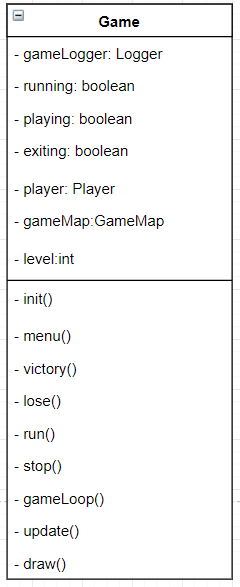 Game
- gameLogger: Logger
- running: boolean
- playing: boolean
- exiting: boolean
- player: Player
- gameMap:GameMap
- level:int
- init()
- menu()
- victory()
- lose()
- run()
- stop()
- gameLoop()
- update()
- draw()